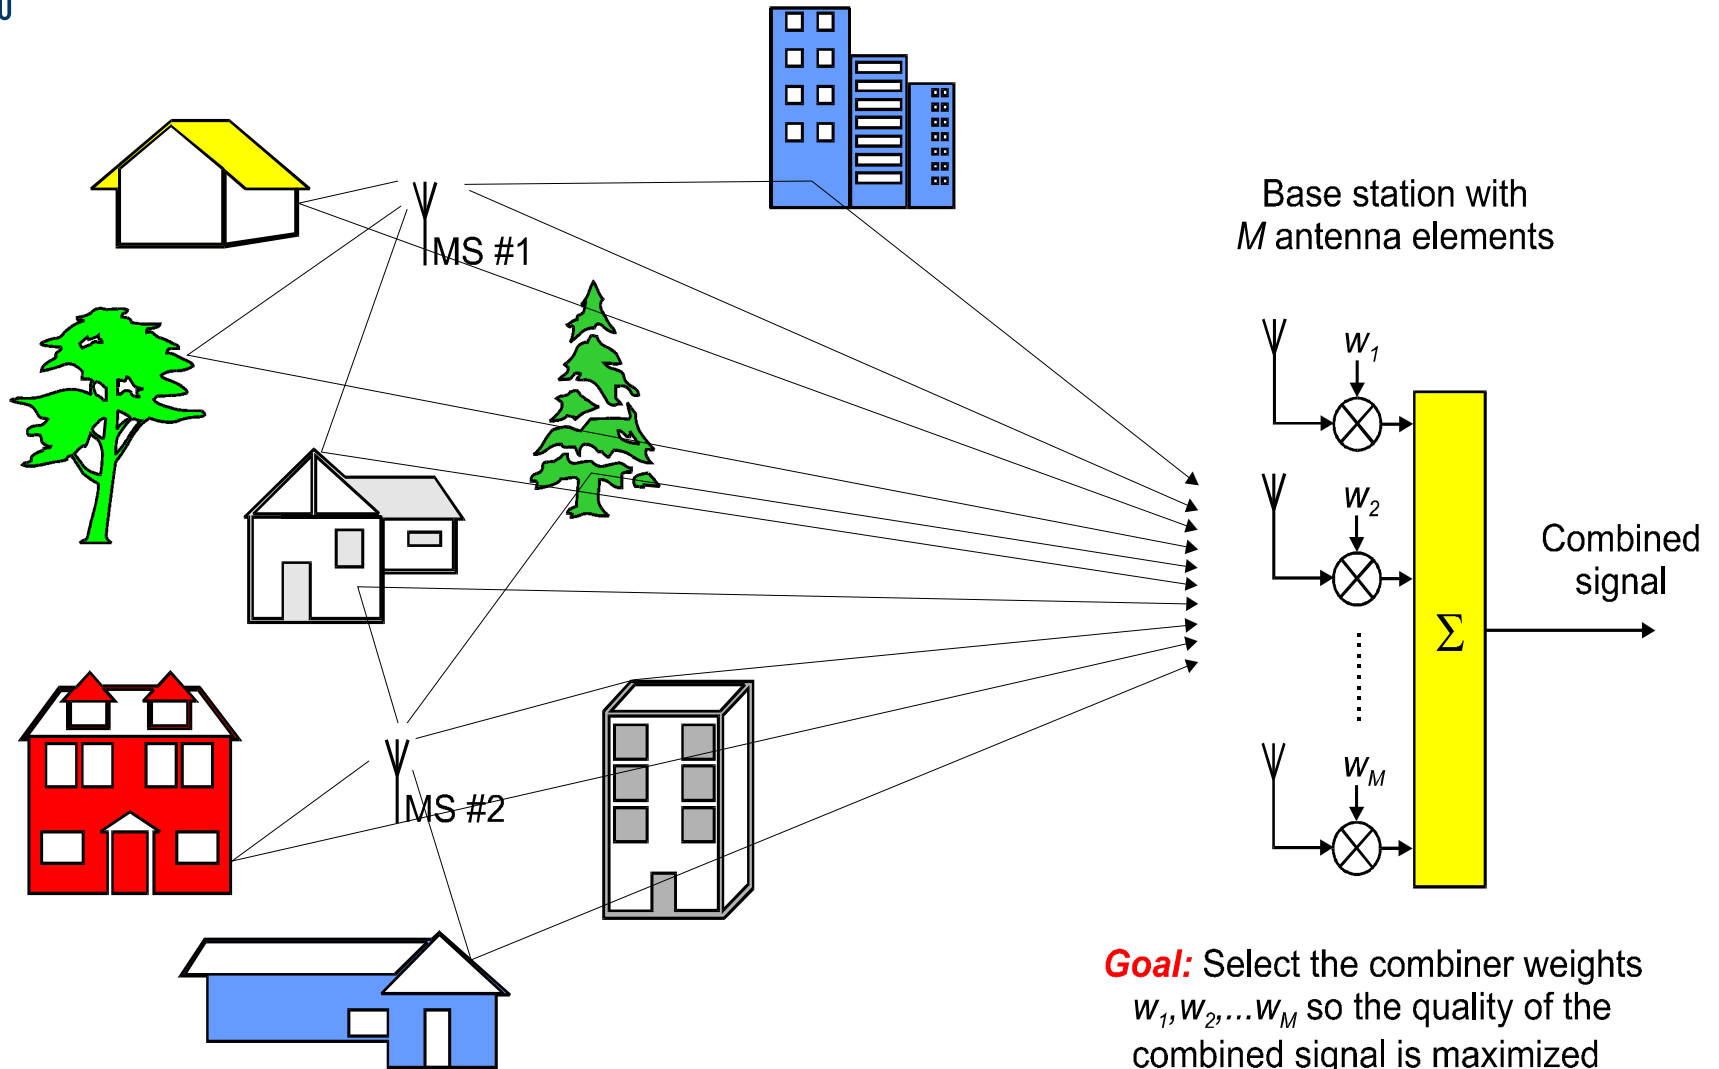 Base station with
M antenna elements
MS #1
w1
w2
Combined
signal
Σ
wM
MS #2
Goal: Select the combiner weights
w1,w2,...wM so the quality of the
combined signal is maximized